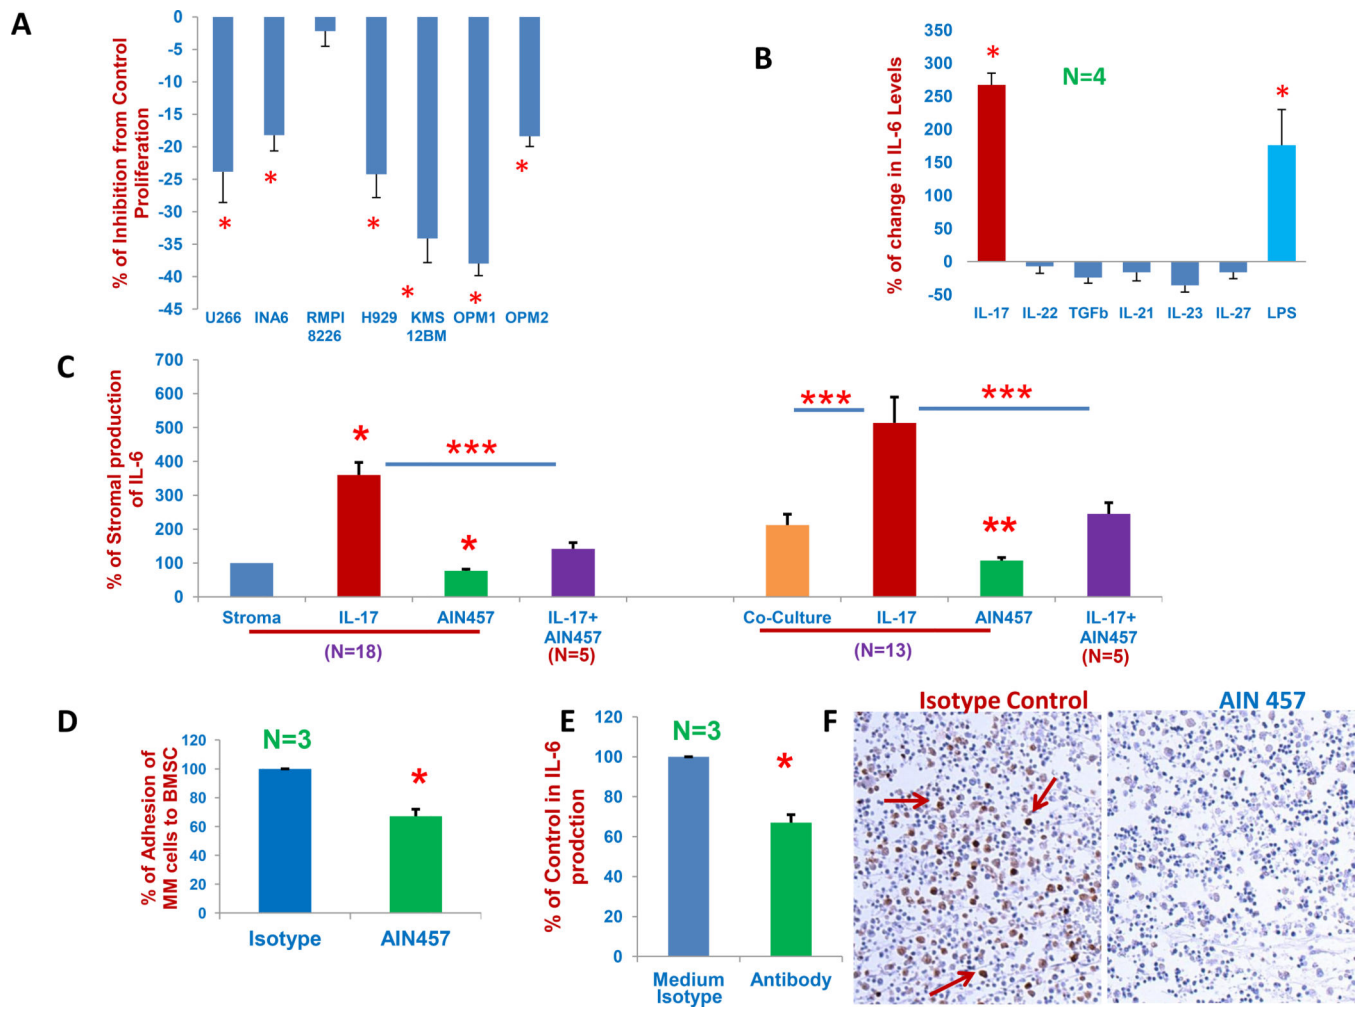 A
% of Inhibition from Control
Proliferation
0
-5
-10
-15
-20
-25
-30
-35
-40
-45
* * * * * *
U266 INA6 RMPI H929 KMS OPM1 OPM2
8226 12BM
B
% of change in IL-6 Levels
350
300
250
200
150
100
50
0
-50
N=4
* *
IL-17 IL-22 TGFb IL-21 IL-23 IL-27 LPS
C
% of Stromal production
of IL-6
700
600
500
400
300
200
100
0
* *** * *** *** **
Stroma IL-17 AIN457 IL-17+ Co-Culture IL-17 AIN457 IL-17+
AIN457 AIN457
(N=18) (N=5) (N=13) (N=5)
D
% of Adhesion of
MM cells to BMSC
120
100
80
60
40
20
0
N=3
*
Isotype AIN457
E
% of Control in IL-6
prodction
120
100
80
60
40
20
0
N=3
*
Medium Antibody
Isotype
F
Isotype Control AIN 457